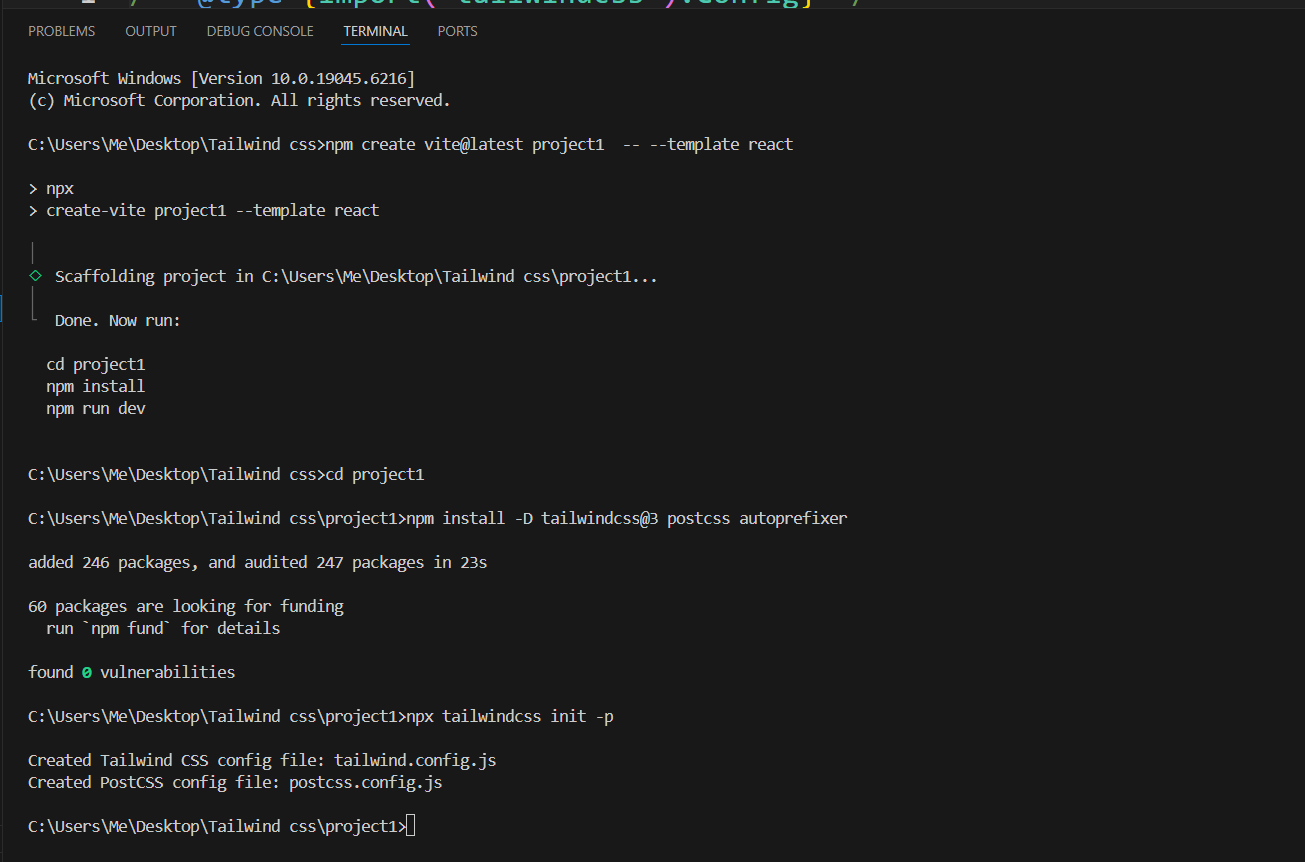 PROBLEMS OUTPUT DEBUG CONSOLE TERMINAL PORTS
Microsoft Windows [Version 10.0.19045.6216]
(c) Microsoft Corporation. All rights reserved.
C:\Users\Me\Desktop\Tailwind css>npm create vite@latest project1  -- --template react
> npx
> create-vite project1 --template react
Scaffolding project in C:\Users\Me\Desktop\Tailwind css\project1...
Done. Now run:
cd project1
npm install
npm run dev
C:\Users\Me\Desktop\Tailwind css>cd project1
C:\Users\Me\Desktop\Tailwind css\project1>npm install -D tailwindcss@3 postcss autoprefixer
added 246 packages, and audited 247 packages in 23s
60 packages are looking for funding
run `npm fund` for details
found 0 vulnerabilities
C:\Users\Me\Desktop\Tailwind css\project1>npx tailwindcss init -p
Created Tailwind CSS config file: tailwind.config.js
Created PostCSS config file: postcss.config.js
C:\Users\Me\Desktop\Tailwind css\project1>